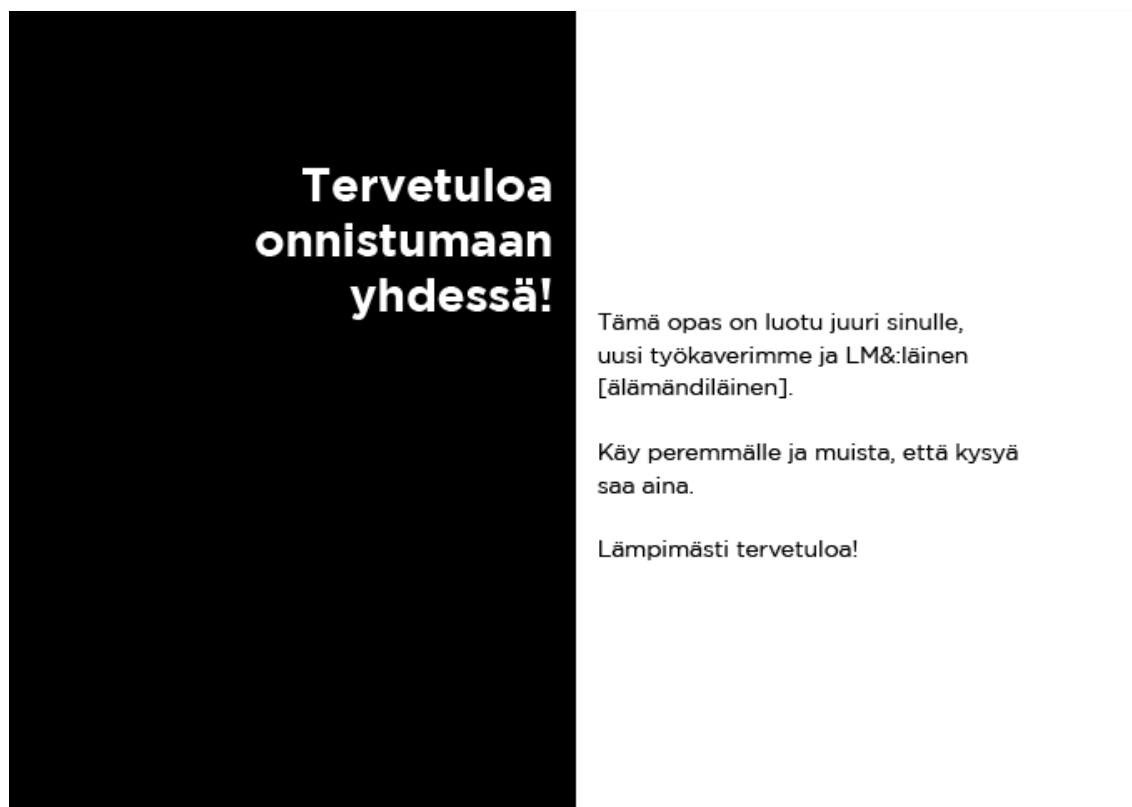 Tervetuloa
onnistumaan
yhdessä!
Tämä opas on luotu juuri sinulle,
uusi työkaverimme ja LM&:läinen
[älämändiläinen].
Käy peremmälle ja muista, että kysyä
saa aina.
Lämpimästi tervetuloa!